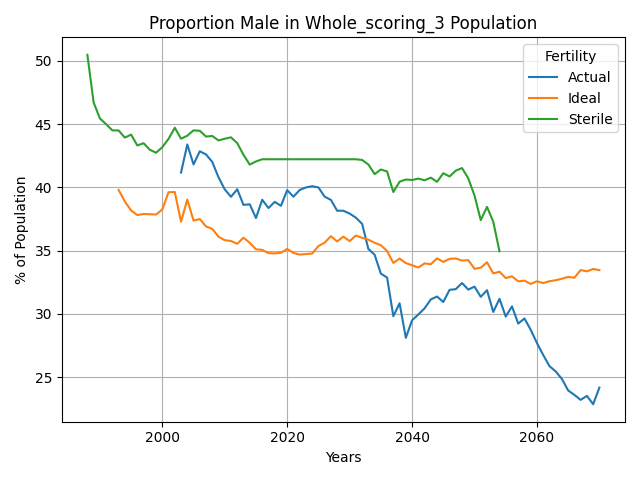 Proportion Male in Whole_scoring_3 Population
Fertility
Actual
Ideal
Sterile
% of Population
50
45
40
35
30
25
2000
2020
2040
2060
Years